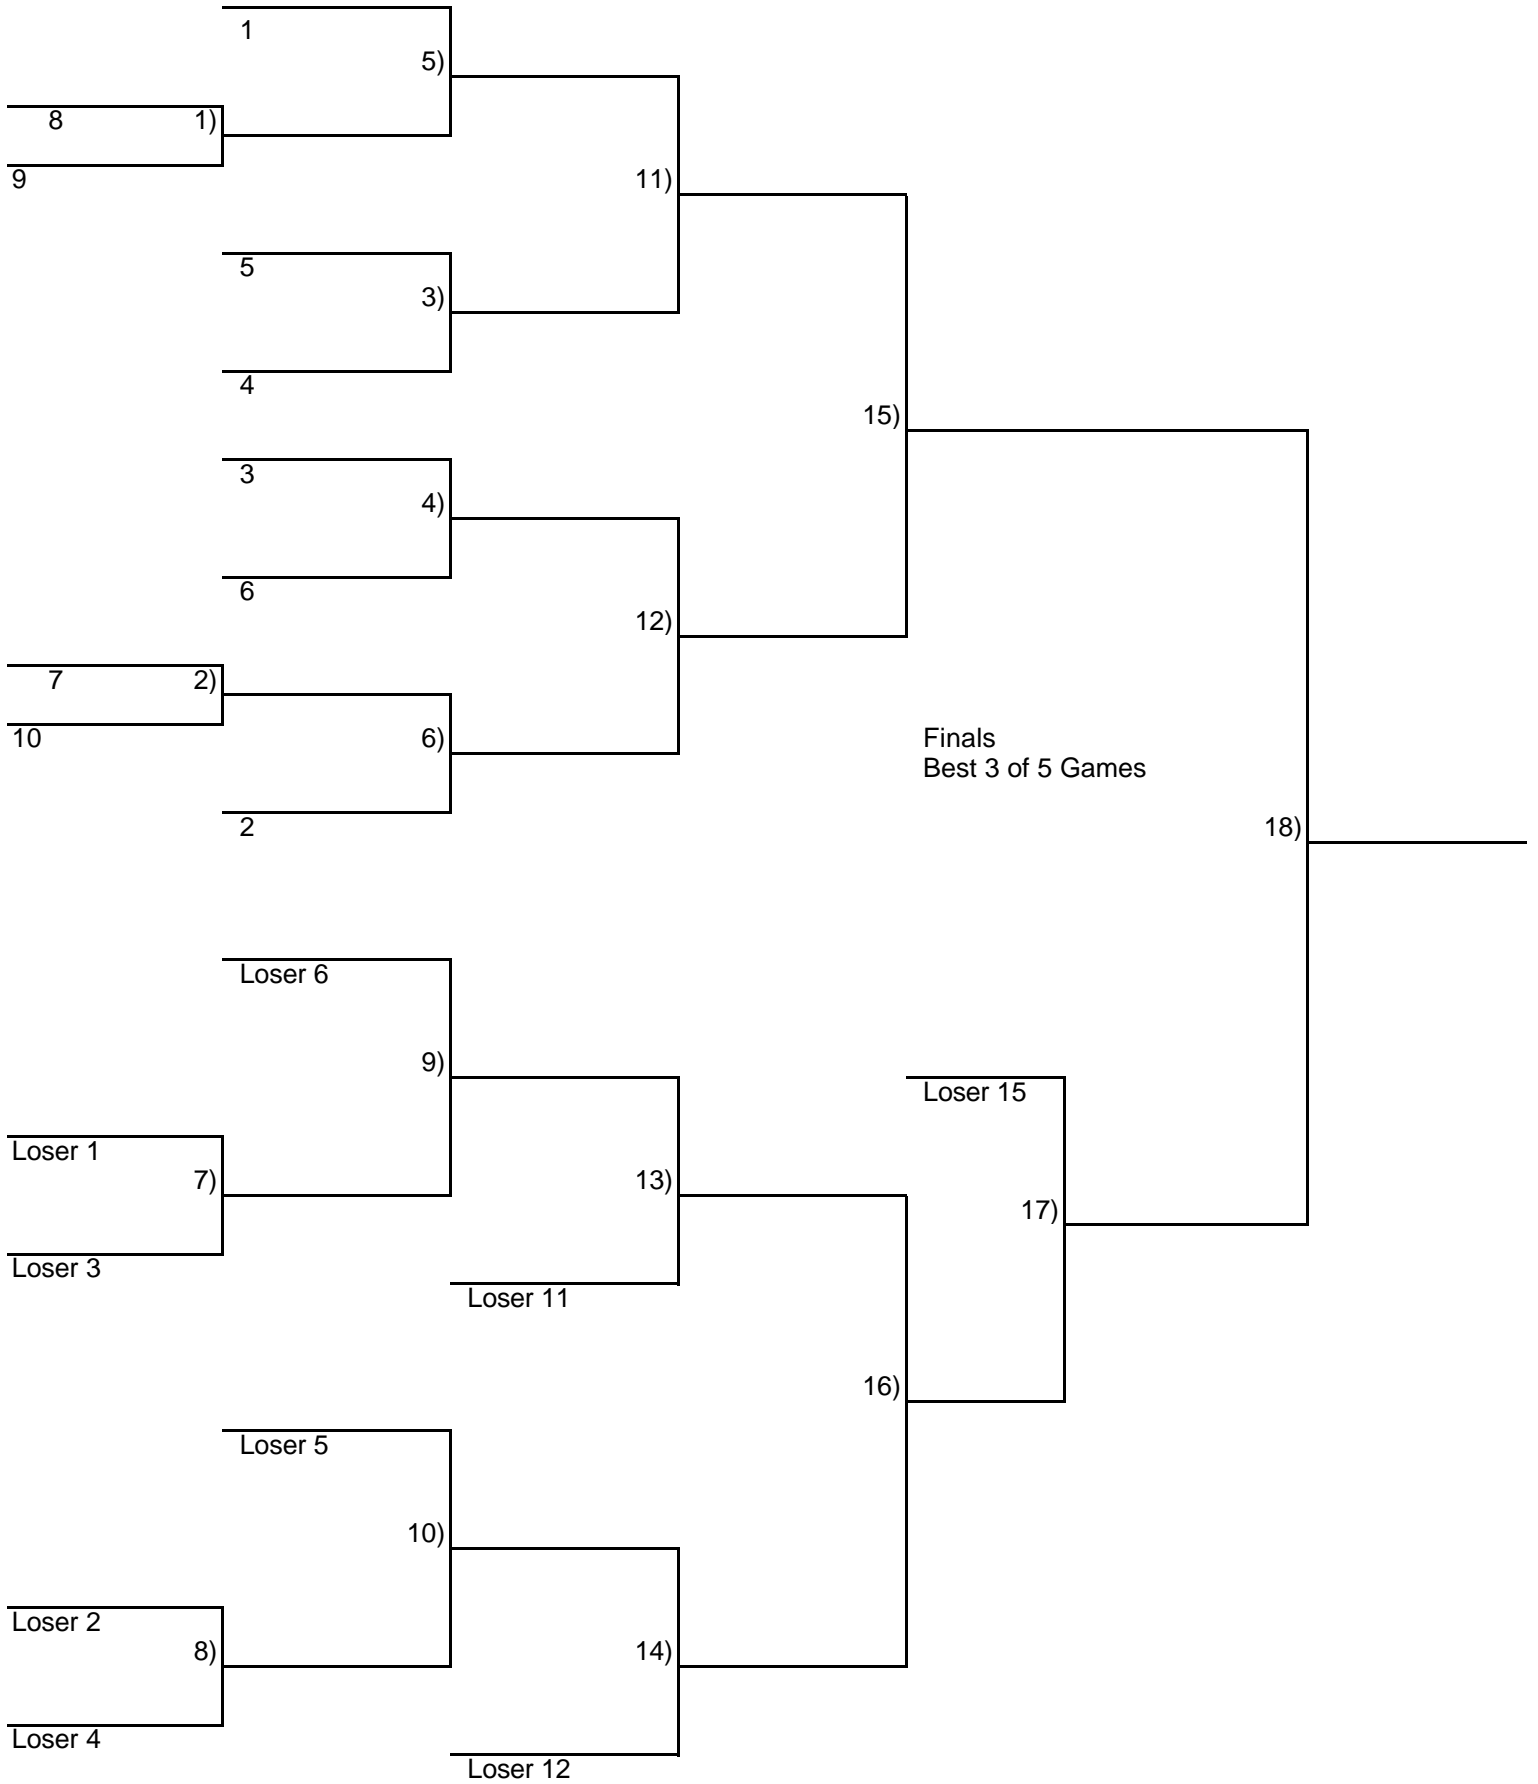 1
5)
8 1)
9
11)
5
3)
4
15)
3
4)
6
12)
7 2)
10
6)
Finals
Best 3 of 5 Games
2
18)
Loser 6
9)
Loser 15
Loser 1
7)
13)
17)
Loser 3
Loser 11
16)
Loser 5
10)
Loser 2
8)
14)
Loser 4
Loser 12